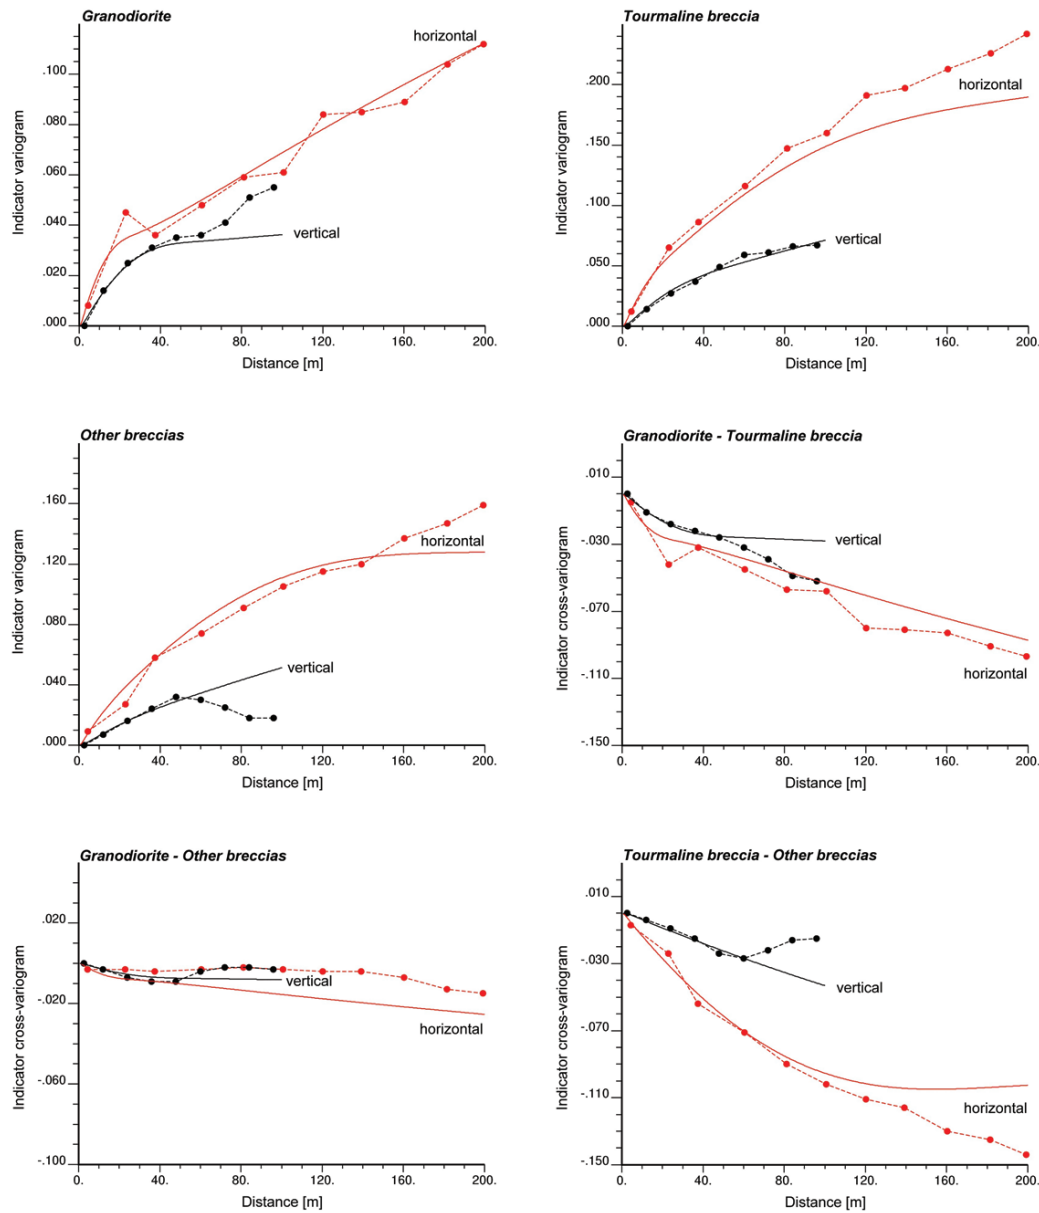 Granodiorite
Indicator variogram
.100
.080
.060
.040
.020
.000
horizontal
vertical
0. 40. 80. 120. 160. 200.
Distance [m]
Tourmaline breccia
Indicator variogram
.200
.150
.100
.050
.000
horizontal
vertical
0. 40. 80. 120. 160. 200.
Distance [m]
Other breccias
Indicator variogram
.160
.120
.080
.040
.000
horizontal
vertical
0. 40. 80. 120. 160. 200.
Distance [m]
Granodiorite - Tourmaline breccia
Indicator cross-variogram
.010
-.030
-.070
-.110
-.150
vertical
horizontal
0. 40. 80. 120. 160. 200.
Distance [m]
Granodiorite - Other breccias
Indicator cross-variogram
.020
-.020
-.060
-.100
vertical
horizontal
0. 40. 80. 120. 160. 200.
Distance [m]
Tourmaline breccia - Other breccias
Indicator cross-variogram
.010
-.030
-.070
-.110
-.150
vertical
horizontal
0. 40. 80. 120. 160. 200.
Distance [m]